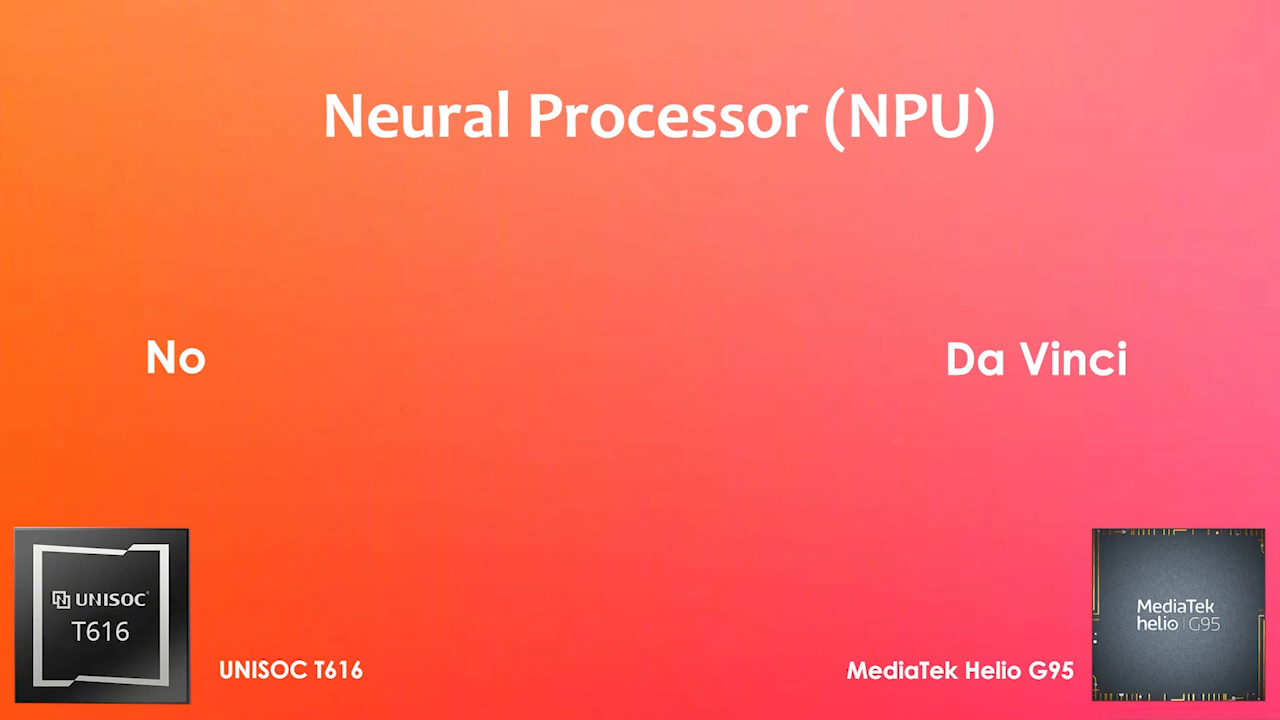 Neural Processor (NPU)
No
Da Vinci
UNISOC
T616
UNISOC T616
MediaTek Helio G95
MediaTek
helio G95